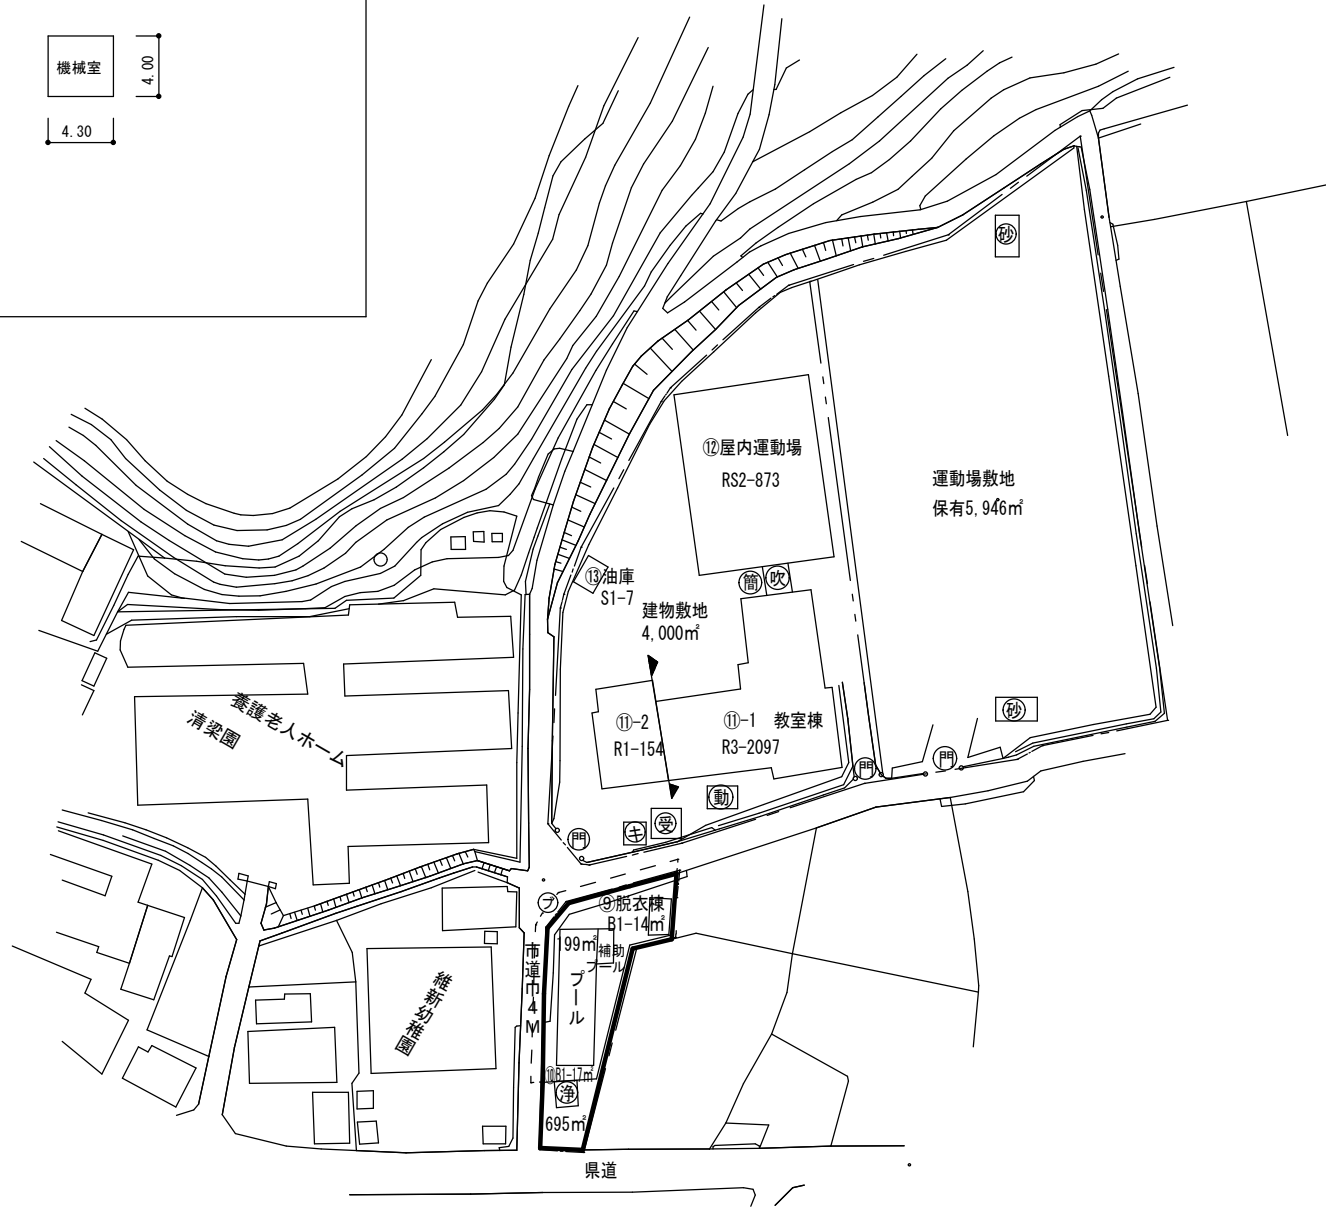 機械室
4.00
4.30
砂
⑫屋内運動場
RS2-873
運動場敷地
保有5,946㎡
⑬油庫
S1-7
簡
吹
建物敷地
4,000㎡
養護老人ホーム
清梁園
⑪-2
R1-154
⑪-1 教室棟
R3-2097
砂
門
門
動
受
キ
門
プ
⑨脱衣棟
B1-14㎡
199㎡
補助
プール
プール
市道巾4M
維新幼稚園
⑩B1-17㎡
浄
695㎡
県道